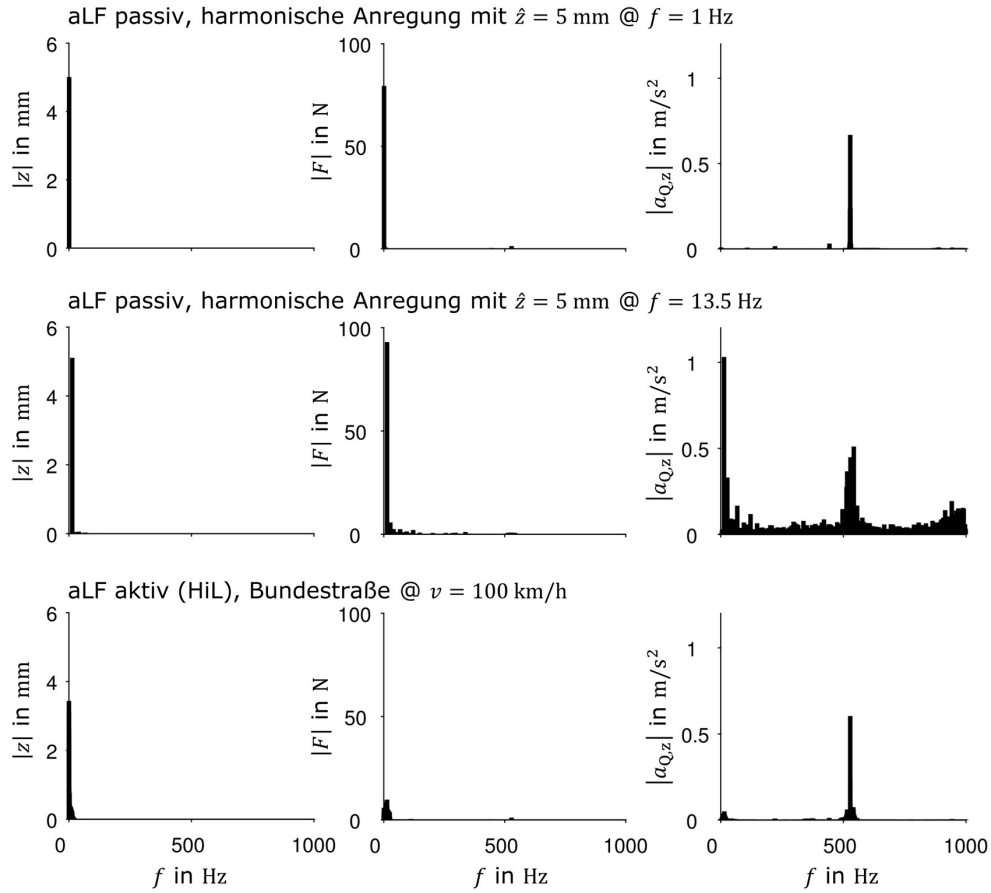 aLF passiv, harmonische Anregung mit ẑ = 5 mm @ f = 1 Hz
|z| in mm
6
4
2
0
|F| in N
100
50
0
|a_Q,z| in m/s²
1
0.5
0
aLF passiv, harmonische Anregung mit ẑ = 5 mm @ f = 13.5 Hz
|z| in mm
6
4
2
0
|F| in N
100
50
0
|a_Q,z| in m/s²
1
0.5
0
aLF aktiv (HiL), Bundestraße @ v = 100 km/h
|z| in mm
6
4
2
0
|F| in N
100
50
0
|a_Q,z| in m/s²
1
0.5
0
0 500 1000
0 500 1000
0 500 1000
f in Hz
f in Hz
f in Hz